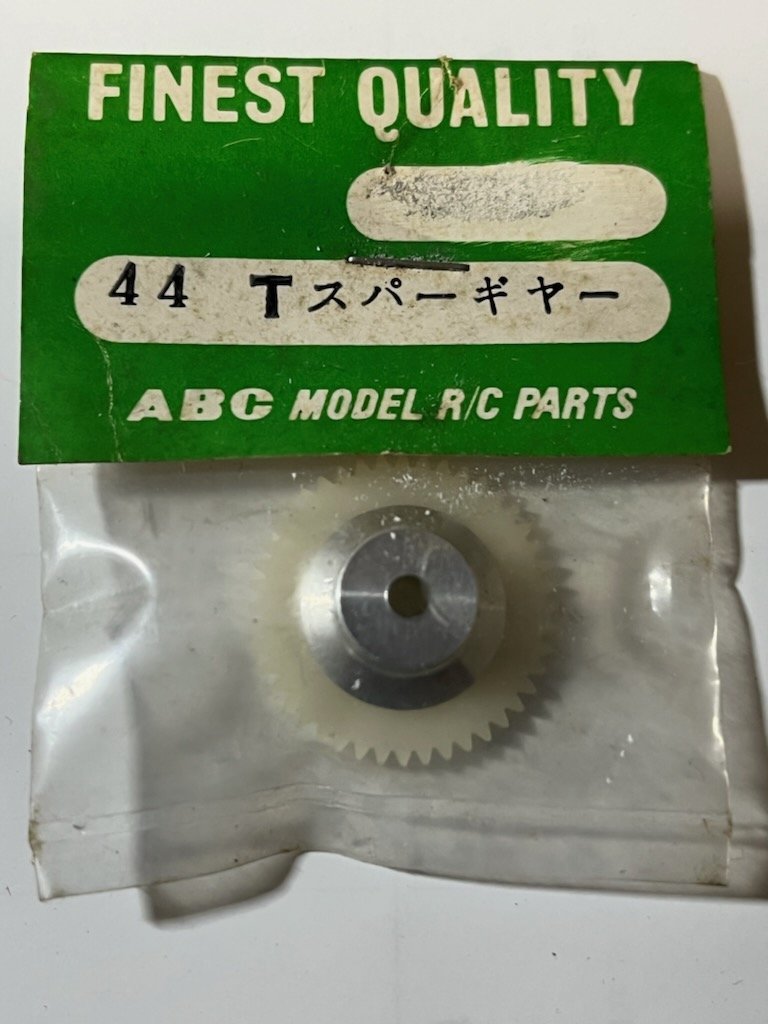 FINEST QUALITY
44 Tスパーギヤー
ABC MODEL R/C PARTS